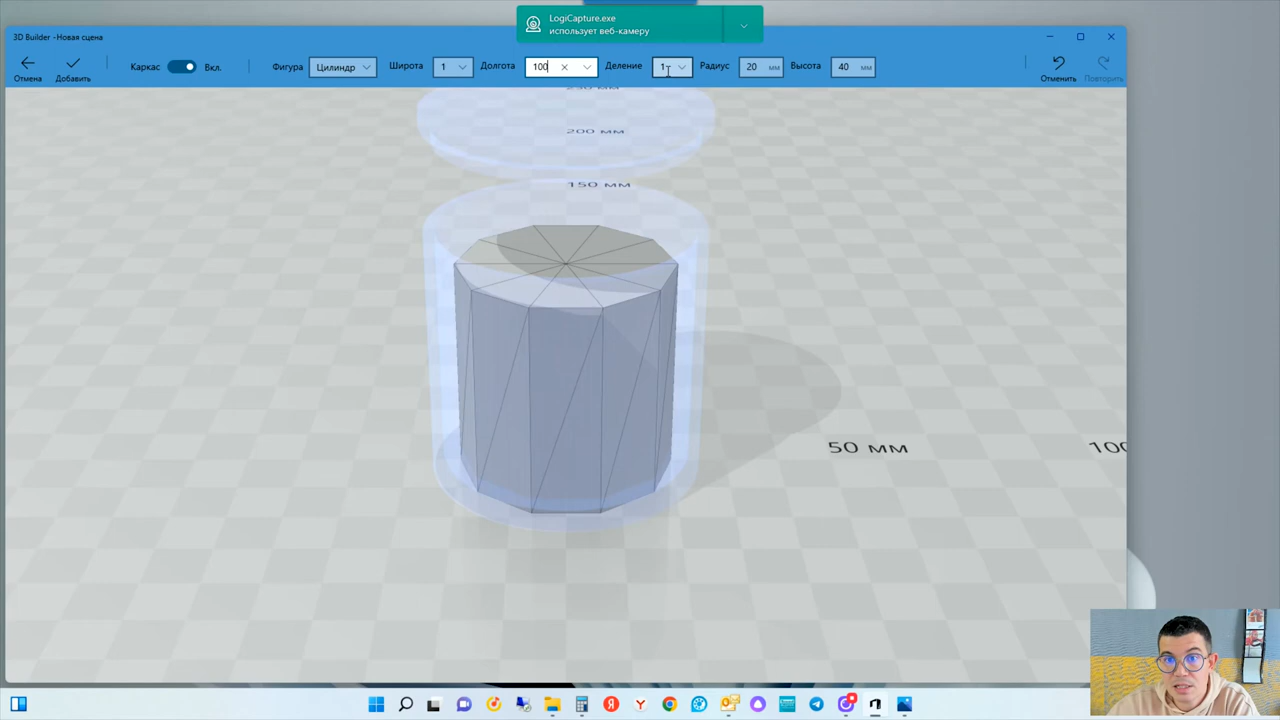 LogiCapture.exe
использует веб-камеру
3D Builder -Новая сцена
Отмена
Добавить
Каркас
Вкл.
Фигура
Цилиндр
Широта
1
Долгота
100
Деление
1
Радиус
20 мм
Высота
40 мм
Отменить
Повторить
200 мм
150 мм
50 мм